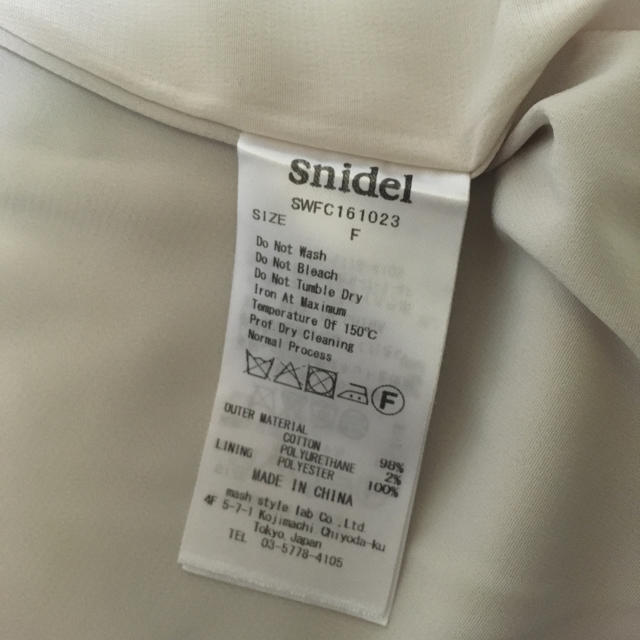 snidel
SWFC161023
SIZE F
Do Not Wash
Do Not Bleach
Do Not Tumble Dry
Iron At Maximum
Temperature Of 150℃
Prof Dry Cleaning
Normal Process
F
OUTER MATERIAL
COTTON 98%
POLYURETHANE 2%
LINING POLYESTER 100%
MADE IN CHINA
mash style lab Co.,Ltd.
4F 5-7-1 Kojimachi Chiyoda-ku
Tokyo Japan
TEL 03-5778-4105